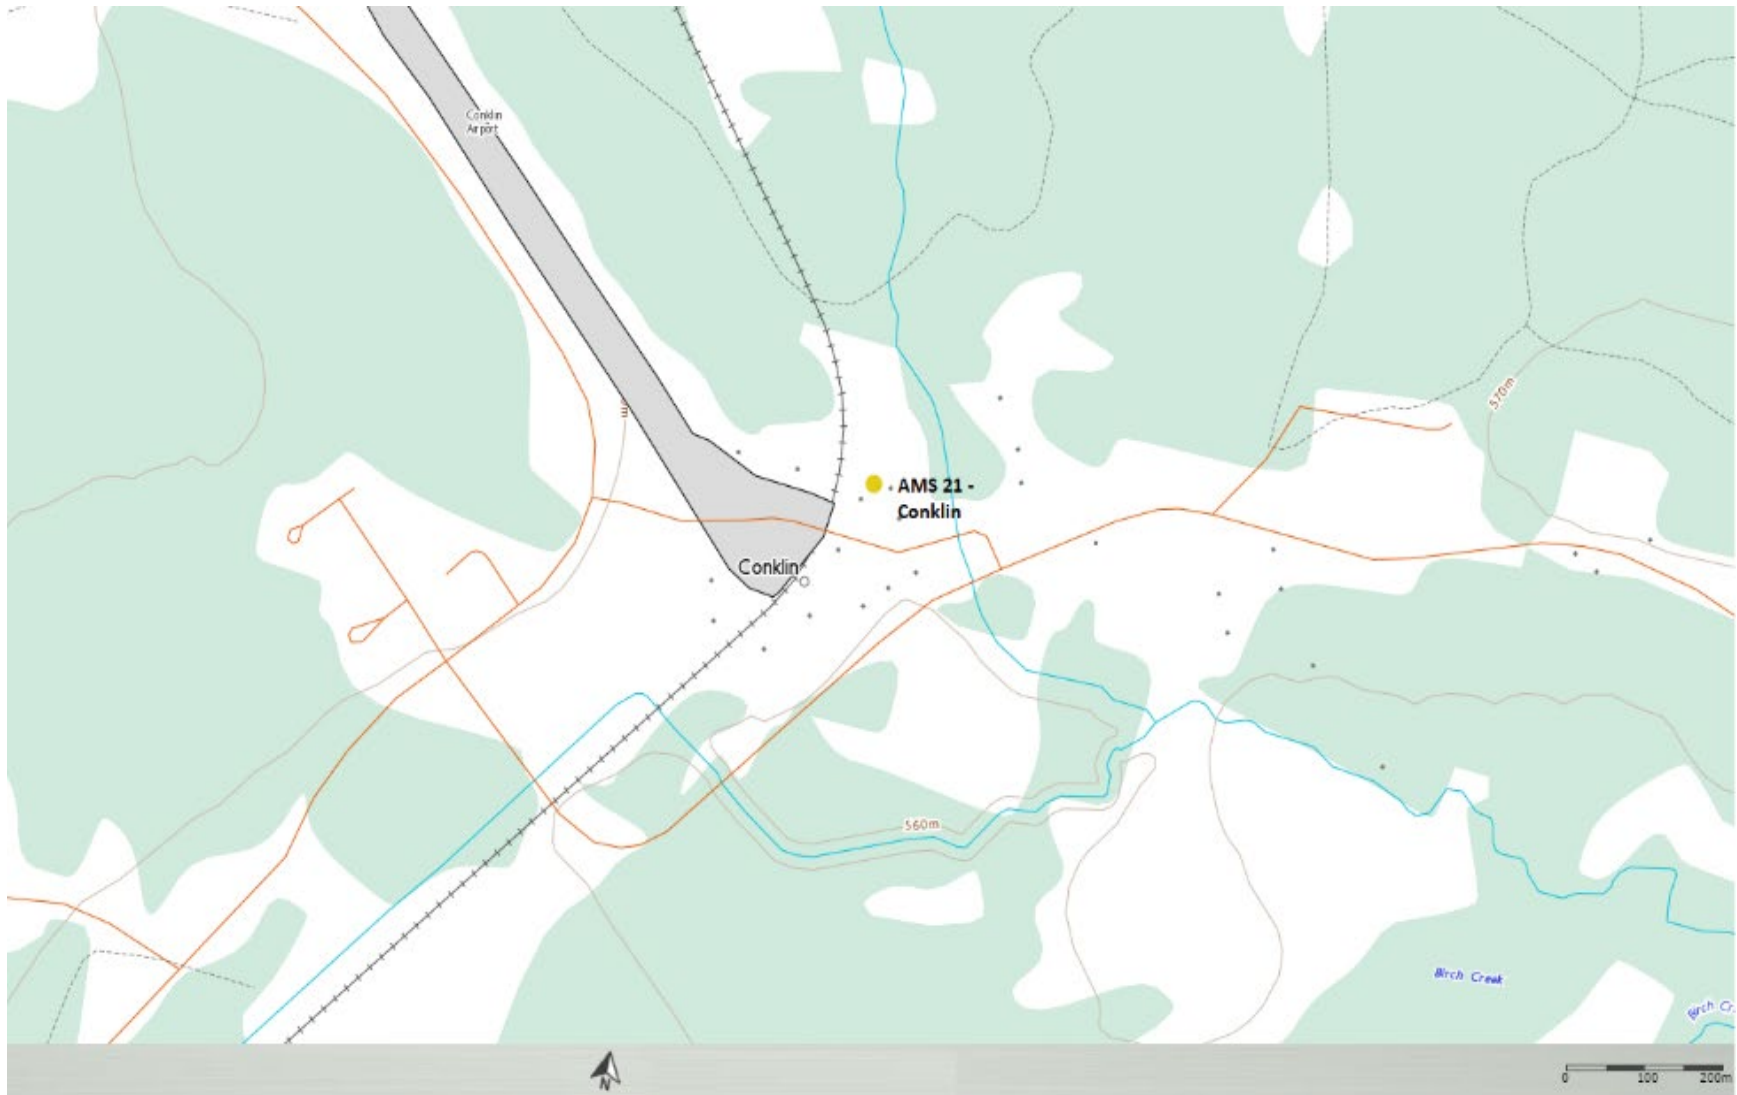 Conklin
Airport
570m
AMS 21 -
Conklin
Conklin
560m
Birch Creek
N
0 100 200m